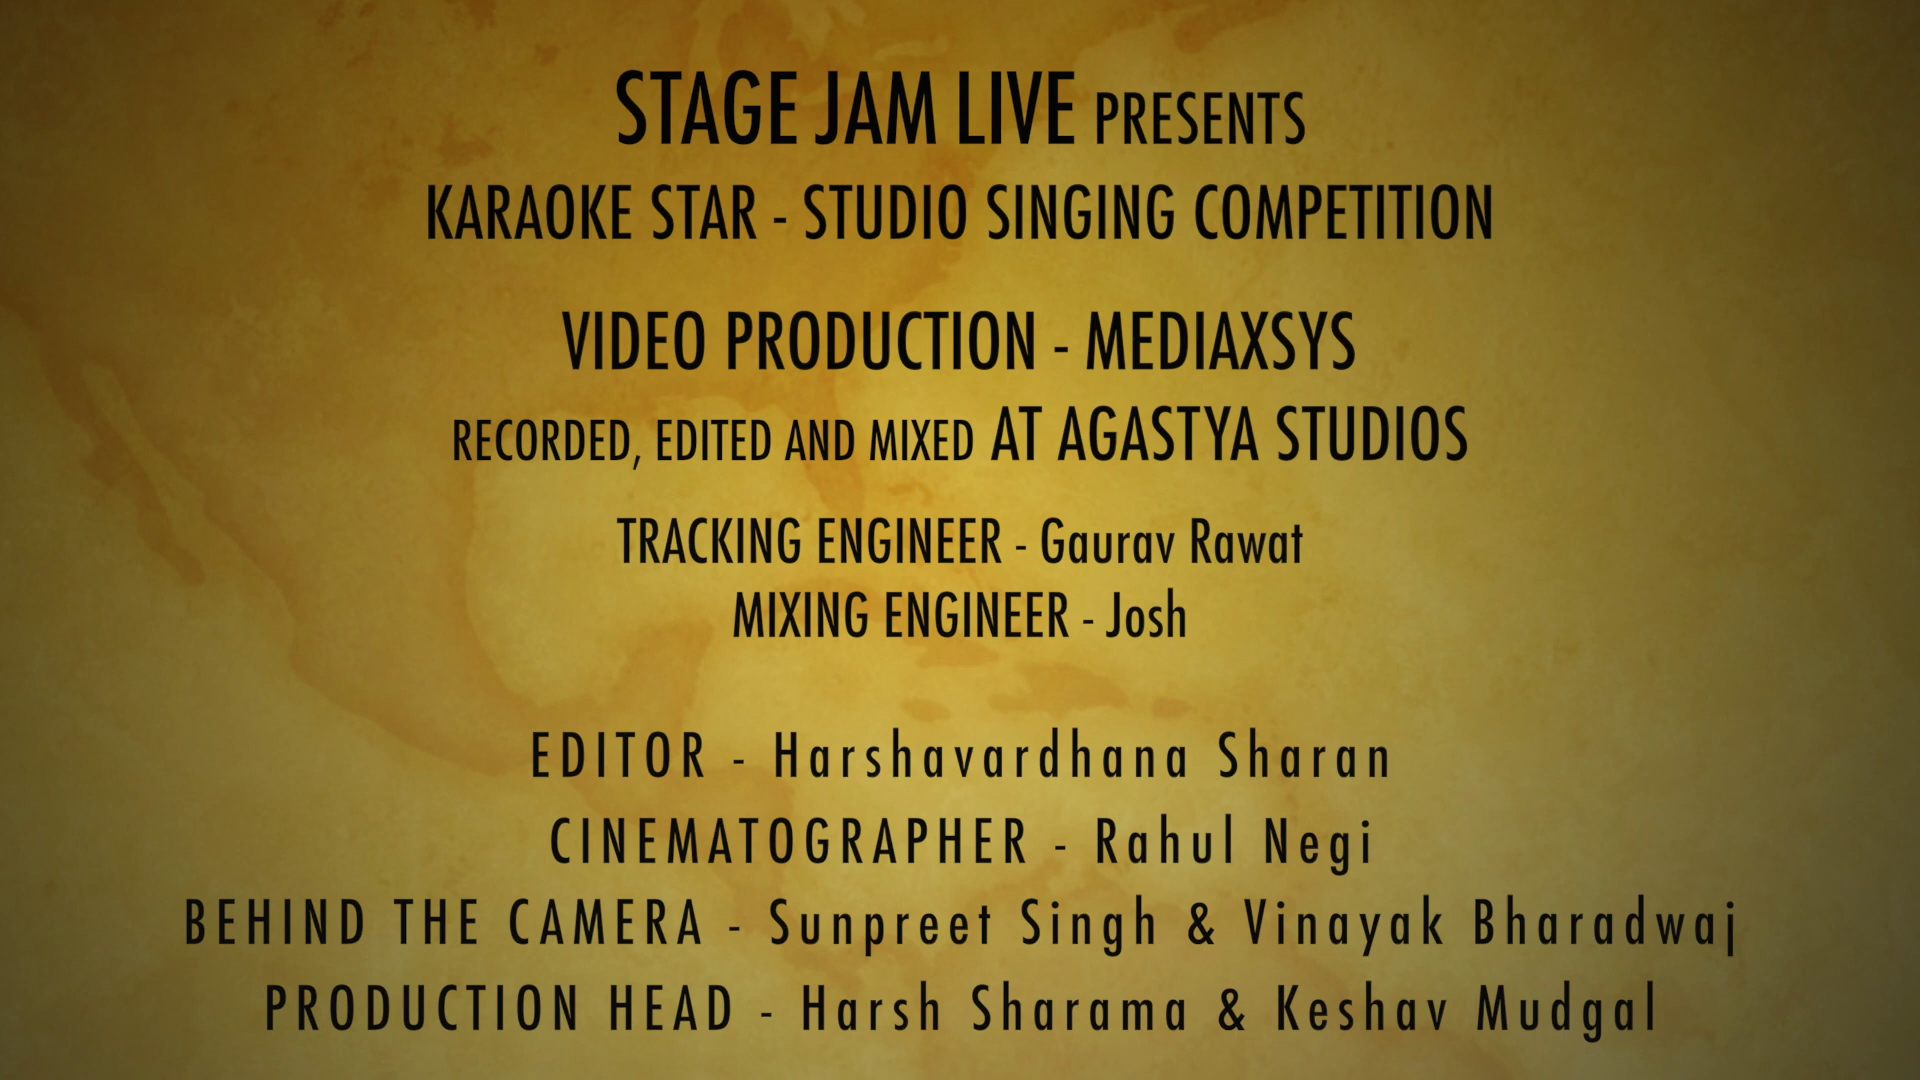 STAGE JAM LIVE PRESENTS
KARAOKE STAR - STUDIO SINGING COMPETITION
VIDEO PRODUCTION - MEDIAXSYS
RECORDED, EDITED AND MIXED AT AGASTYA STUDIOS
TRACKING ENGINEER - Gaurav Rawat
MIXING ENGINEER - Josh
EDITOR - Harshavardhana Sharan
CINEMATOGRAPHER - Rahul Negi
BEHIND THE CAMERA - Sunpreet Singh & Vinayak Bharadwaj
PRODUCTION HEAD - Harsh Sharama & Keshav Mudgal